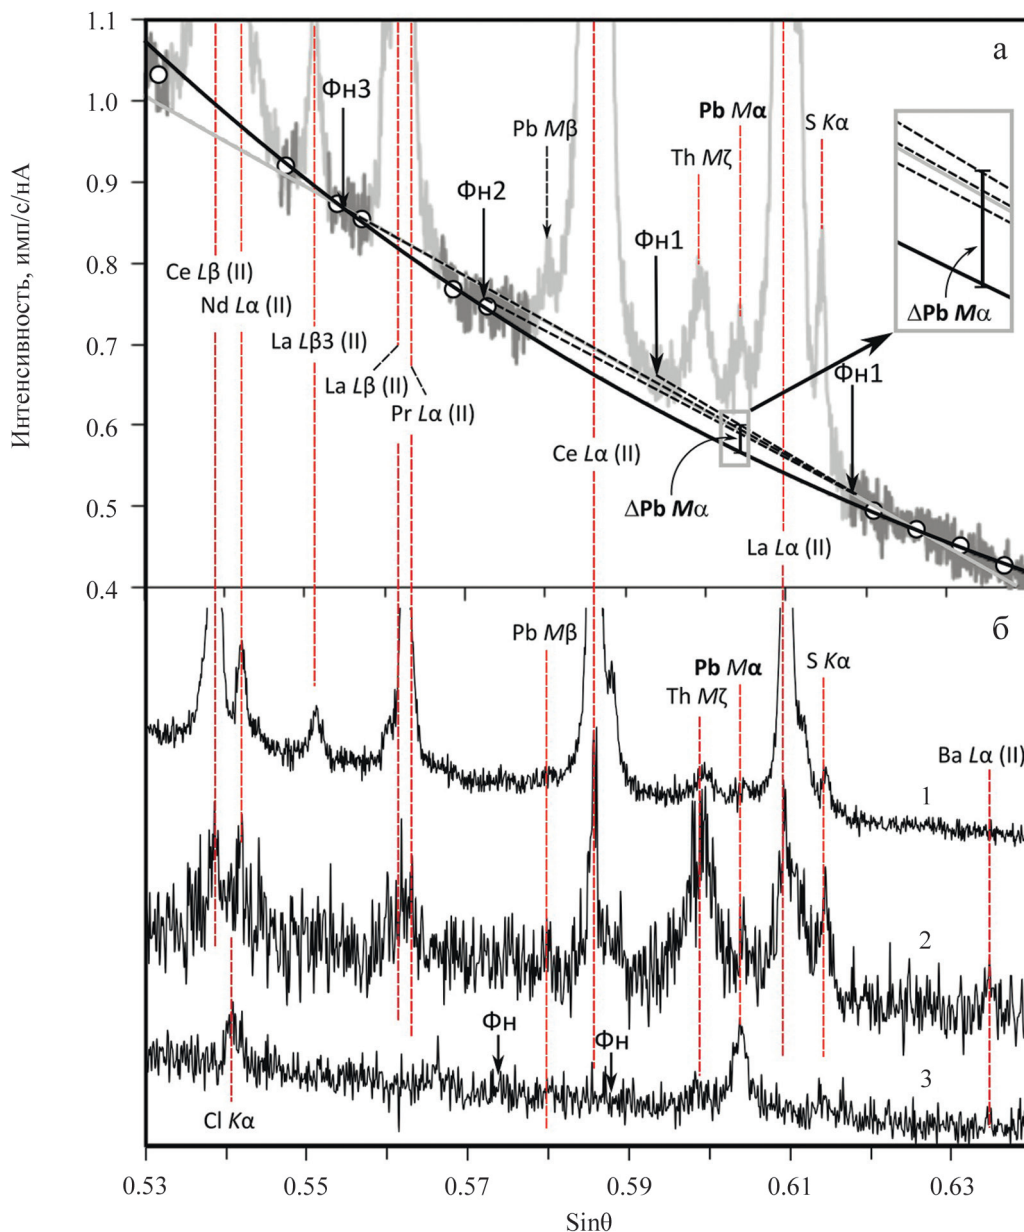 Интенсивность, имп/с/нА
1.1
1.0
0.9
0.8
0.7
0.6
0.5
0.4
а
Фн3
Pb Mβ
Pb Mα
Th Mζ
S Kα
Фн2
Фн1
Ce Lβ (II)
Nd Lα (II)
La Lβ3 (II)
La Lβ (II)
Pr Lα (II)
ΔPb Mα
Фн1
Ce Lα (II)
ΔPb Mα
La Lα (II)
б
Pb Mβ
Pb Mα
Th Mζ
S Kα
Ba Lα (II)
1
2
Фн
Фн
3
Cl Kα
0.53
0.55
0.57
0.59
0.61
0.63
Sinθ